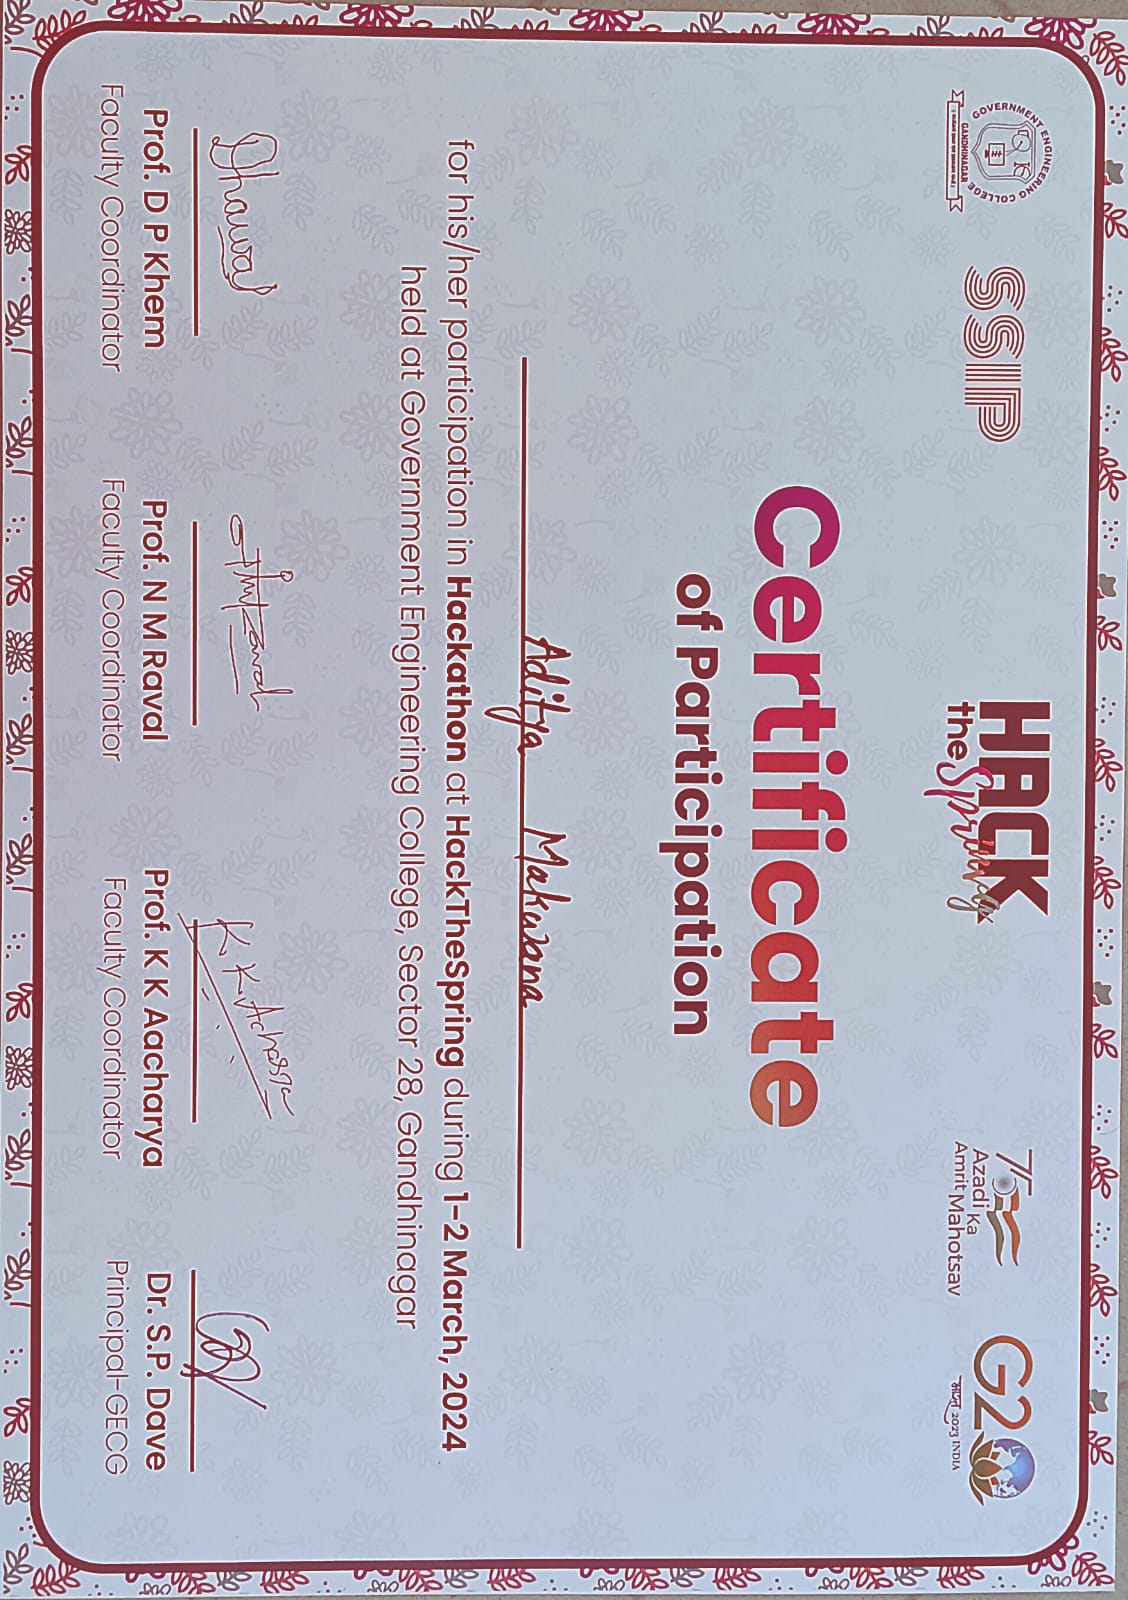 GOVERNMENT ENGINEERING COLLEGE
GANDHINAGAR
SSIP
HACK
the Spring
75
Azadi Ka
Amrit Mahotsav
G20
भारत 2023 INDIA
Certificate
of Participation
Aditya Makwana
for his/her participation in Hackathon at HackTheSpring during 1-2 March, 2024
held at Government Engineering College, Sector 28, Gandhinagar
Dhawal
K K Acharya
Prof. D P Khem
Prof. N M Raval
Prof. K K Aacharya
Dr. S.P. Dave
Faculty Coordinator
Faculty Coordinator
Faculty Coordinator
Principal-GECG